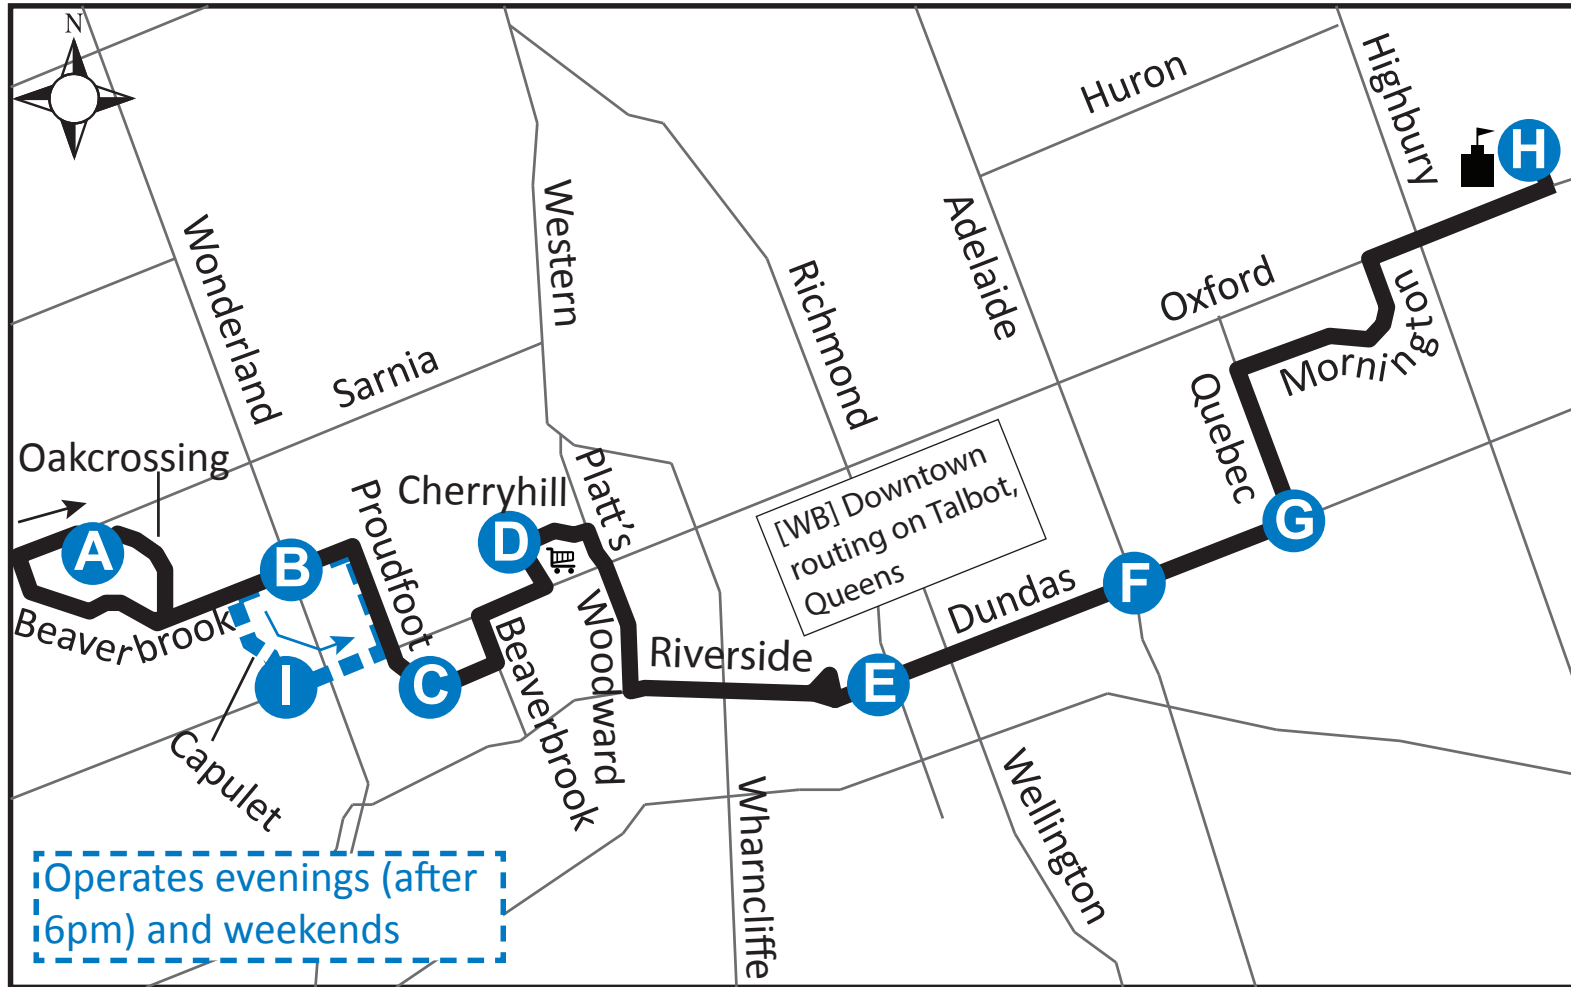 N
Huron
Highbury
H
Western
Adelaide
Wonderland
Richmond
Oxford
Mornington
Sarnia
Quebec
Oakcrossing
Platt's
Cherryhill
Proudfoot
[WB] Downtown
routing on Talbot,
Queens
A
B
D
G
F
Dundas
Beaverbrook
Woodward
Riverside
I
C
E
Beaverbrook
Capulet
Wharncliffe
Wellington
Operates evenings (after
6pm) and weekends